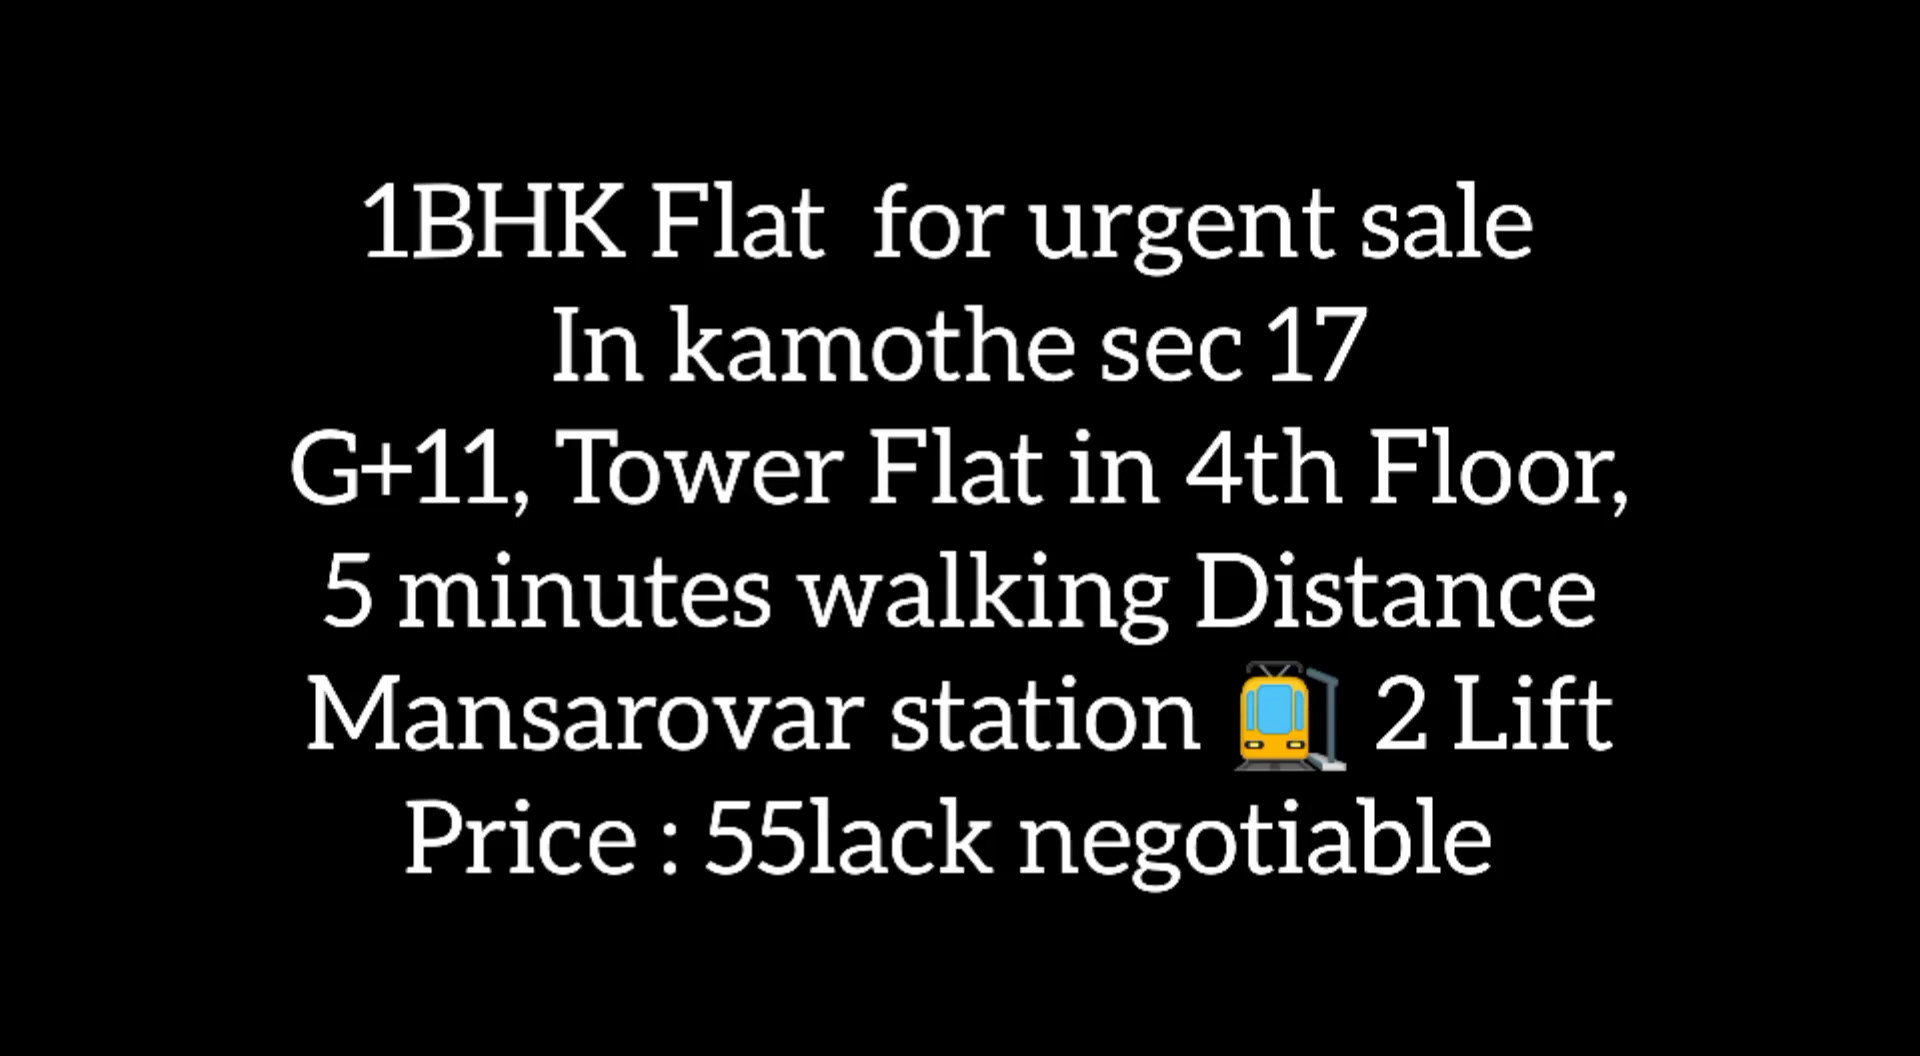 1BHK Flat  for urgent sale
In kamothe sec 17
G+11, Tower Flat in 4th Floor,
5 minutes walking Distance
Mansarovar station 🚉 2 Lift
Price : 55lack negotiable